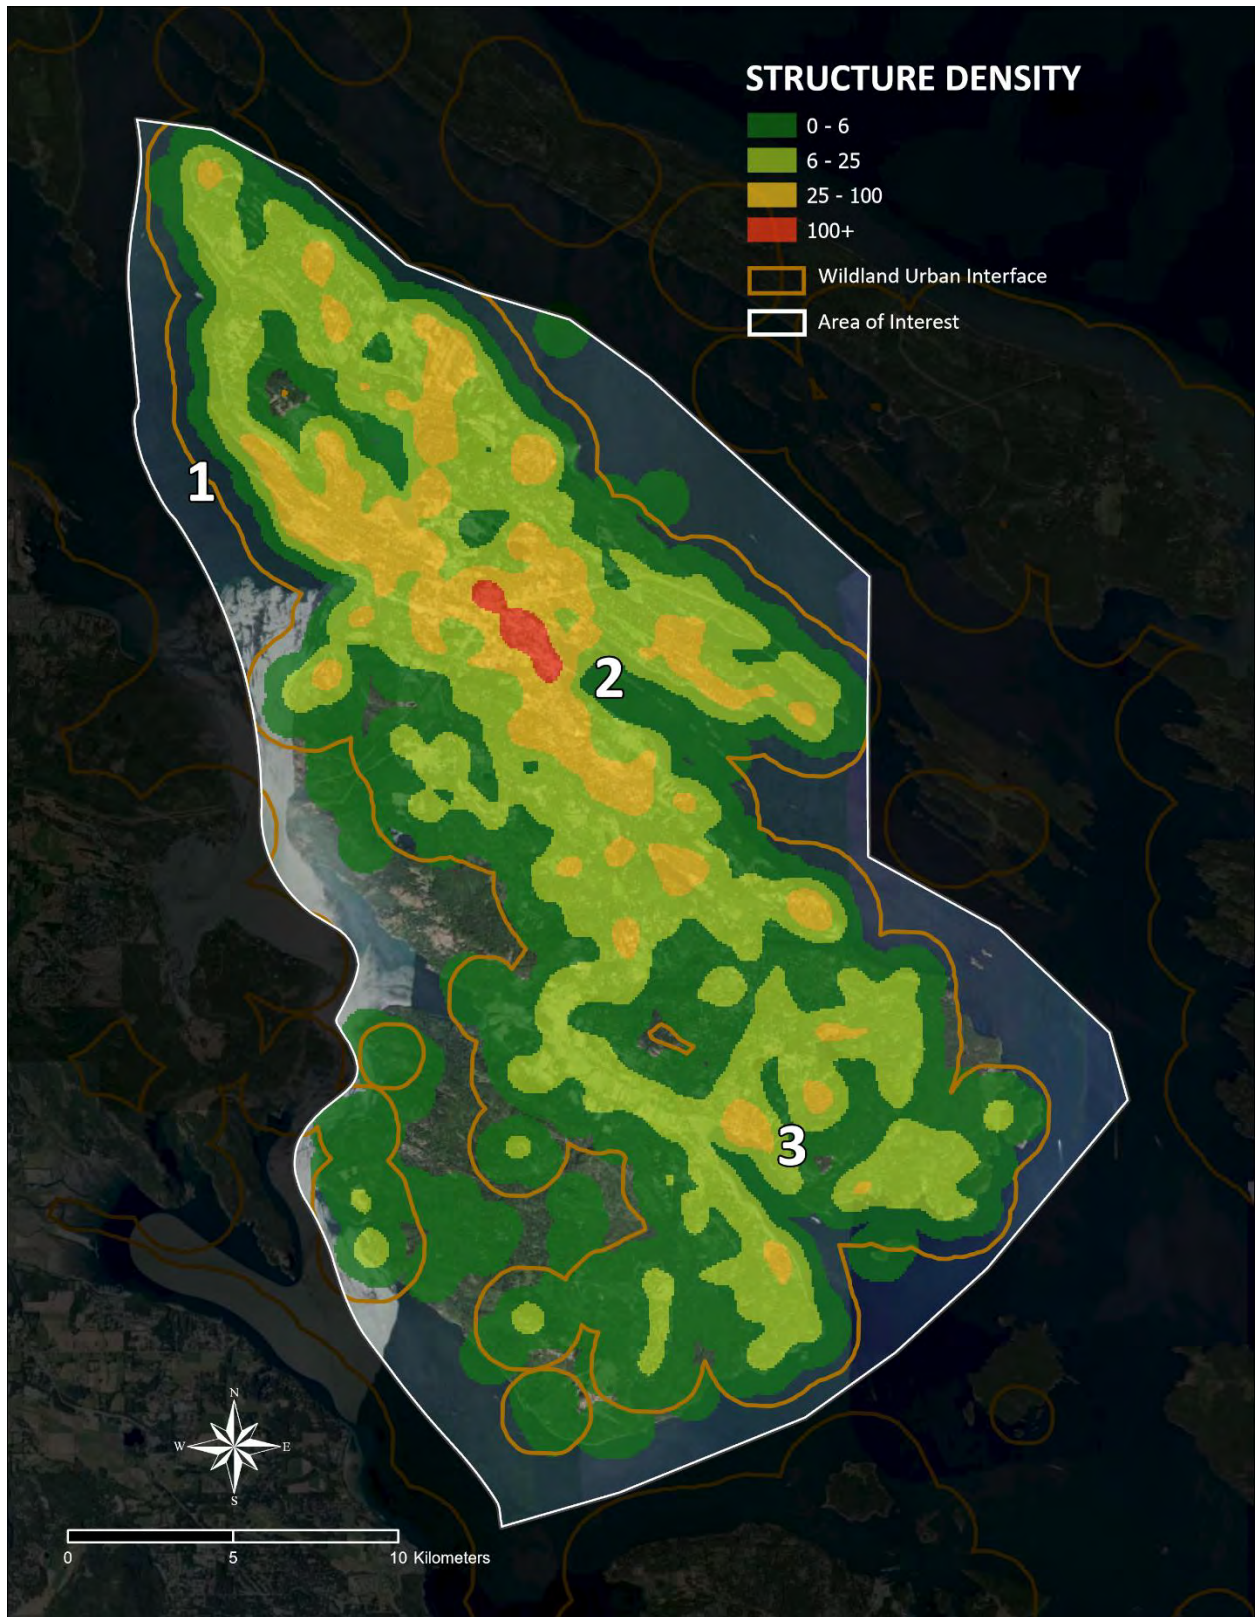 STRUCTURE DENSITY
0 - 6
6 - 25
25 - 100
100+
Wildland Urban Interface
Area of Interest
1
2
3
N
W E
S
0 5 10 Kilometers